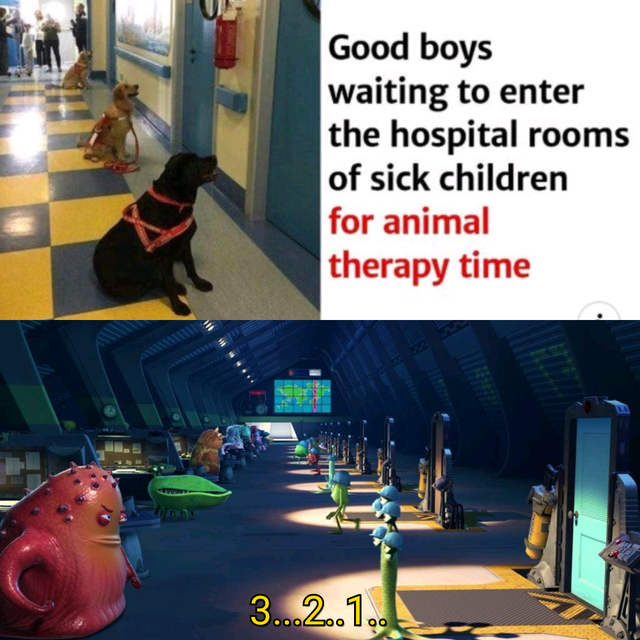 Good boys
waiting to enter
the hospital rooms
of sick children
for animal
therapy time
3...2..1..